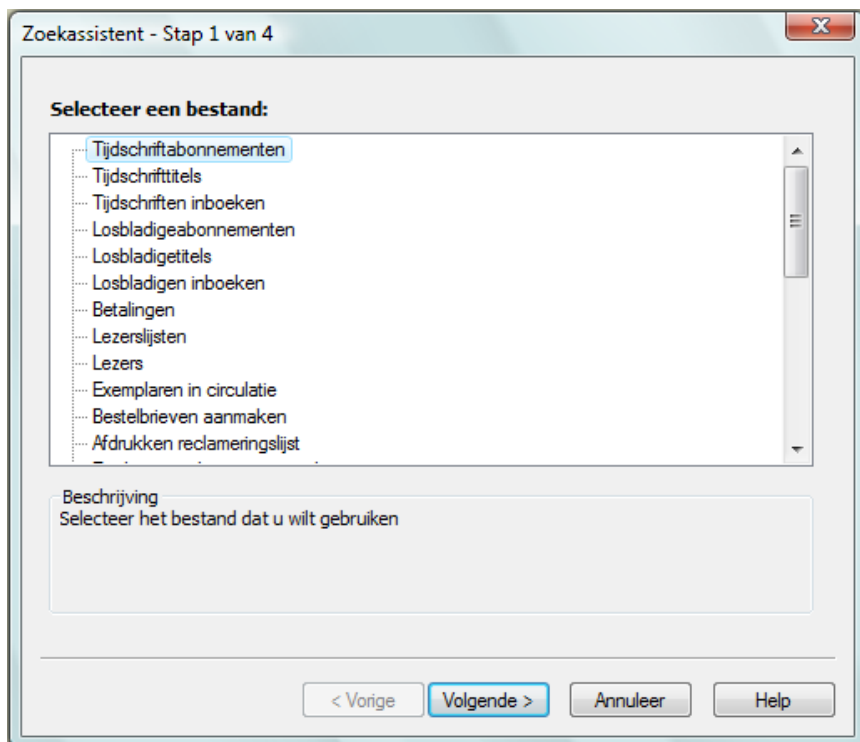 Zoekassistent - Stap 1 van 4
Selecteer een bestand:
Tijdschriftabonnementen
Tijdschrifttitels
Tijdschriften inboeken
Losbladigeabonnementen
Losbladigetitels
Losbladigen inboeken
Betalingen
Lezerslijsten
Lezers
Exemplaren in circulatie
Bestelbrieven aanmaken
Afdrukken reclameringslijst
Beschrijving
Selecteer het bestand dat u wilt gebruiken
< Vorige
Volgende >
Annuleer
Help